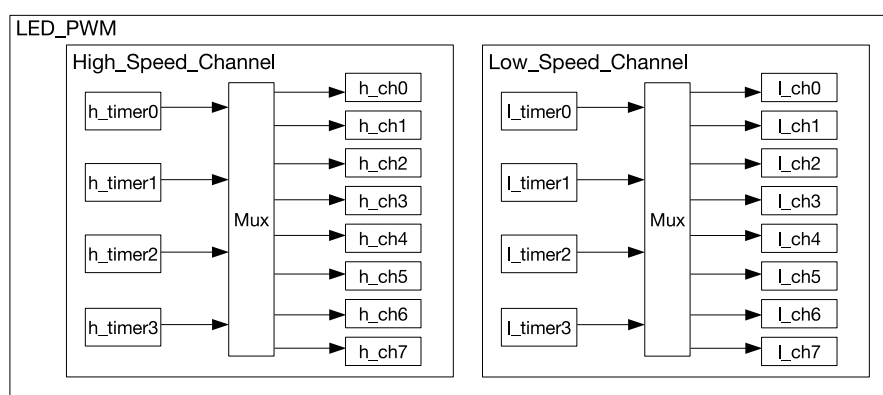 LED_PWM
High_Speed_Channel
h_timer0
h_timer1
h_timer2
h_timer3
Mux
h_ch0
h_ch1
h_ch2
h_ch3
h_ch4
h_ch5
h_ch6
h_ch7
Low_Speed_Channel
l_timer0
l_timer1
l_timer2
l_timer3
Mux
l_ch0
l_ch1
l_ch2
l_ch3
l_ch4
l_ch5
l_ch6
l_ch7